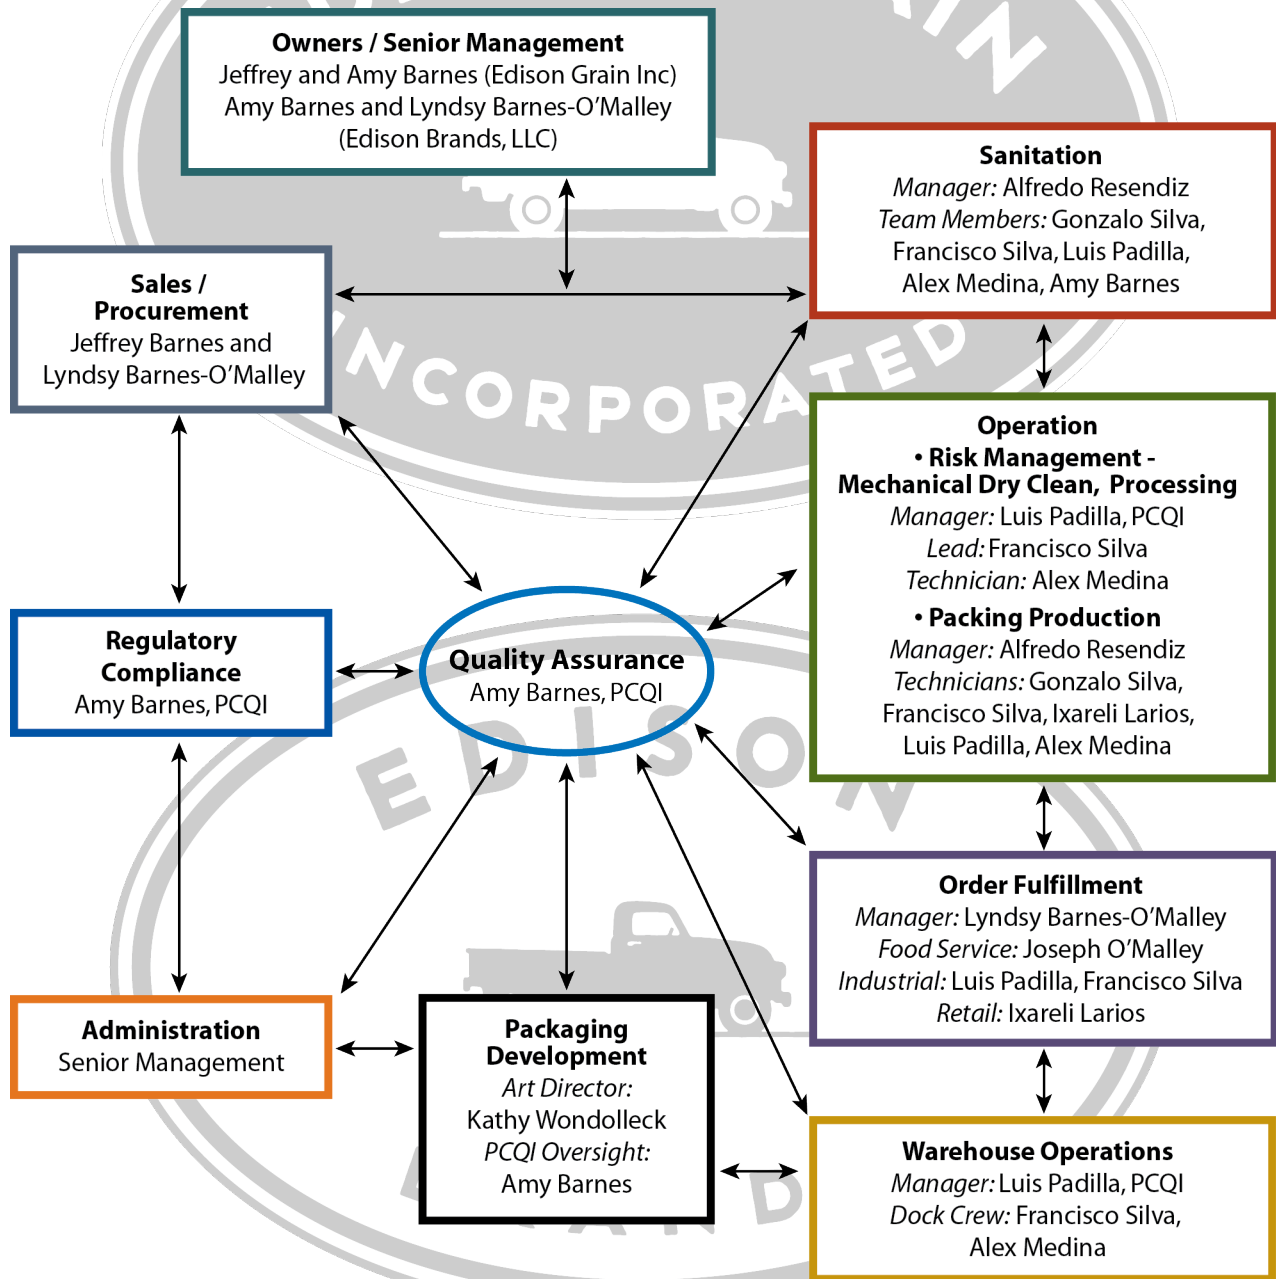 Owners / Senior Management
Jeffrey and Amy Barnes (Edison Grain Inc)
Amy Barnes and Lyndsy Barnes-O’Malley
(Edison Brands, LLC)
Sanitation
Manager: Alfredo Resendiz
Team Members: Gonzalo Silva,
Francisco Silva, Luis Padilla,
Alex Medina, Amy Barnes
Sales /
Procurement
Jeffrey Barnes and
Lyndsy Barnes-O’Malley
INCORPORATED
Operation
• Risk Management -
Mechanical Dry Clean, Processing
Manager: Luis Padilla, PCQI
Lead: Francisco Silva
Technician: Alex Medina
• Packing Production
Manager: Alfredo Resendiz
Technicians: Gonzalo Silva,
Francisco Silva, Ixareli Larios,
Luis Padilla, Alex Medina
Regulatory
Compliance
Amy Barnes, PCQI
Quality Assurance
Amy Barnes, PCQI
EDISON
Order Fulfillment
Manager: Lyndsy Barnes-O’Malley
Food Service: Joseph O’Malley
Industrial: Luis Padilla, Francisco Silva
Retail: Ixareli Larios
Administration
Senior Management
Packaging
Development
Art Director:
Kathy Wondolleck
PCQI Oversight:
Amy Barnes
Warehouse Operations
Manager: Luis Padilla, PCQI
Dock Crew: Francisco Silva,
Alex Medina